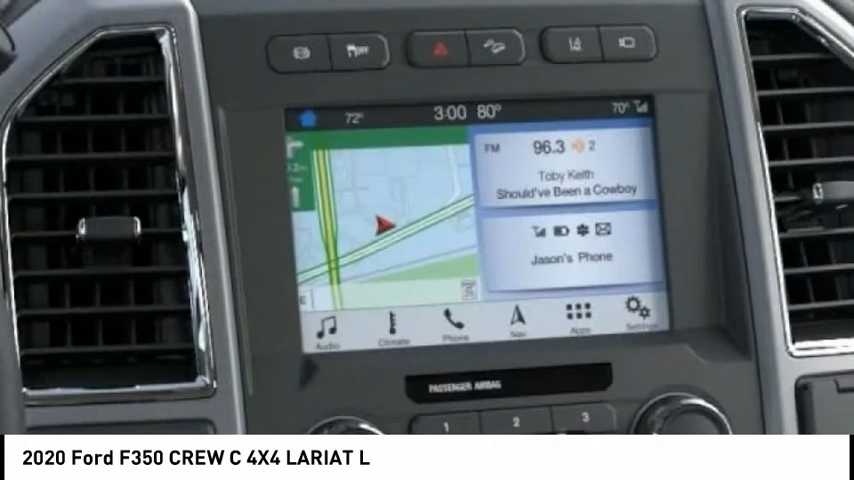 OFF
72°
3:00 80°
70°
FM
96.3
2
Toby Keith
Should've Been a Cowboy
Jason's Phone
Audio
Climate
Phone
Nav
Apps
Settings
PASSENGER AIRBAG
1
2
3
2020 Ford F350 CREW C 4X4 LARIAT L